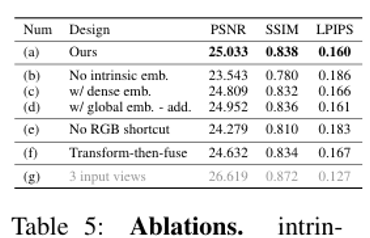 Num Design PSNR SSIM LPIPS
(a) Ours 25.033 0.838 0.160
(b) No intrinsic emb. 23.543 0.780 0.186
(c) w/ dense emb. 24.809 0.832 0.166
(d) w/ global emb. - add. 24.952 0.836 0.161
(e) No RGB shortcut 24.279 0.810 0.183
(f) Transform-then-fuse 24.632 0.834 0.167
(g) 3 input views 26.619 0.872 0.127
Table 5: Ablations. intrin-